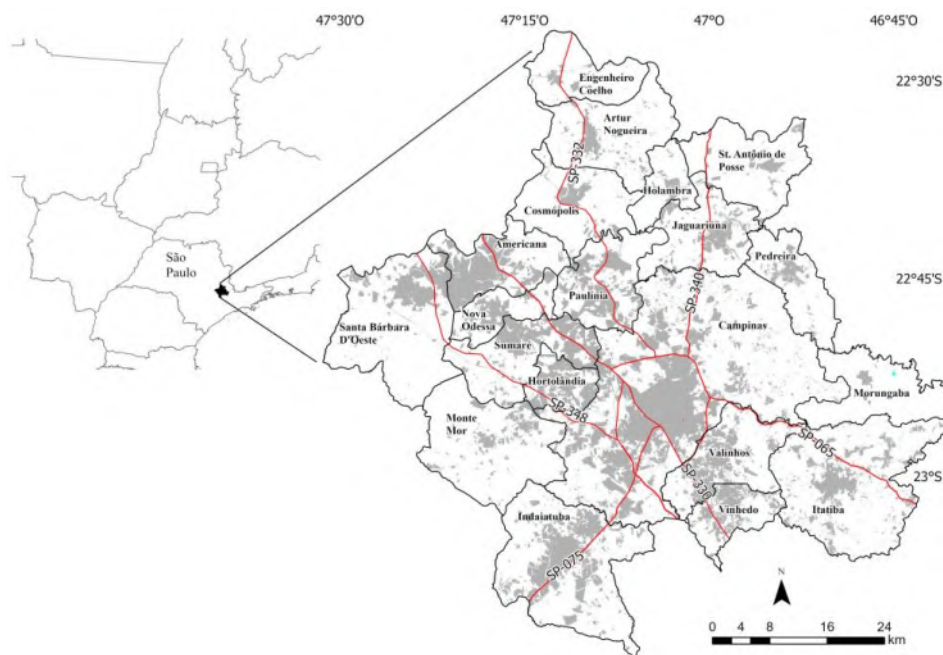 47°30'O
47°15'O
47°0'O
46°45'O
22°30'S
22°45'S
23°S
São
Paulo
Engenheiro
Coelho
Artur
Nogueira
SP-332
St. Antônio de
Posse
Holambra
Cosmópolis
Jaguariúna
Americana
Pedreira
Paulínia
SP-340
Nova
Odessa
Campinas
Santa Bárbara
D'Oeste
Sumaré
Hortolândia
Morungaba
SP-348
Monte
Mor
SP-065
Valinhos
SP-330
Vinhedo
Itatiba
Indaiatuba
SP-075
N
0 4 8 16 24
km